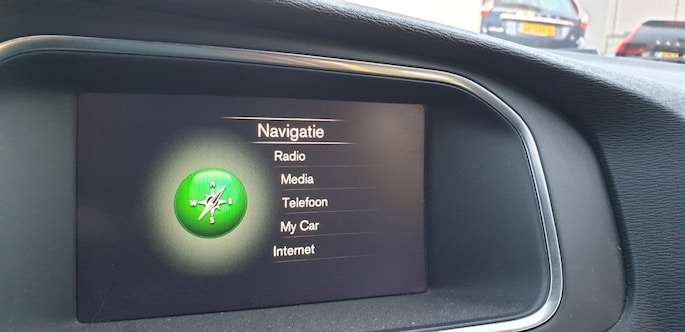 Navigatie
Radio
Media
Telefoon
My Car
Internet
N
W E
S